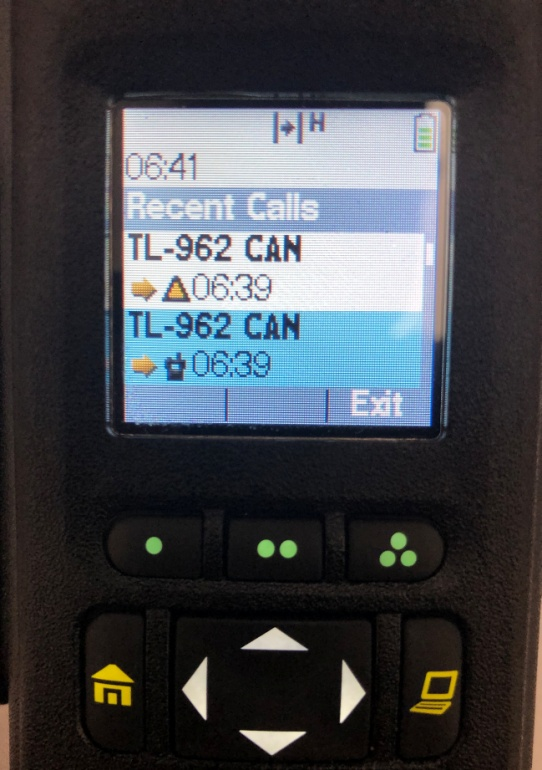 H
06:41
Recent Calls
TL-962 CAN
06:39
TL-962 CAN
06:39
Exit